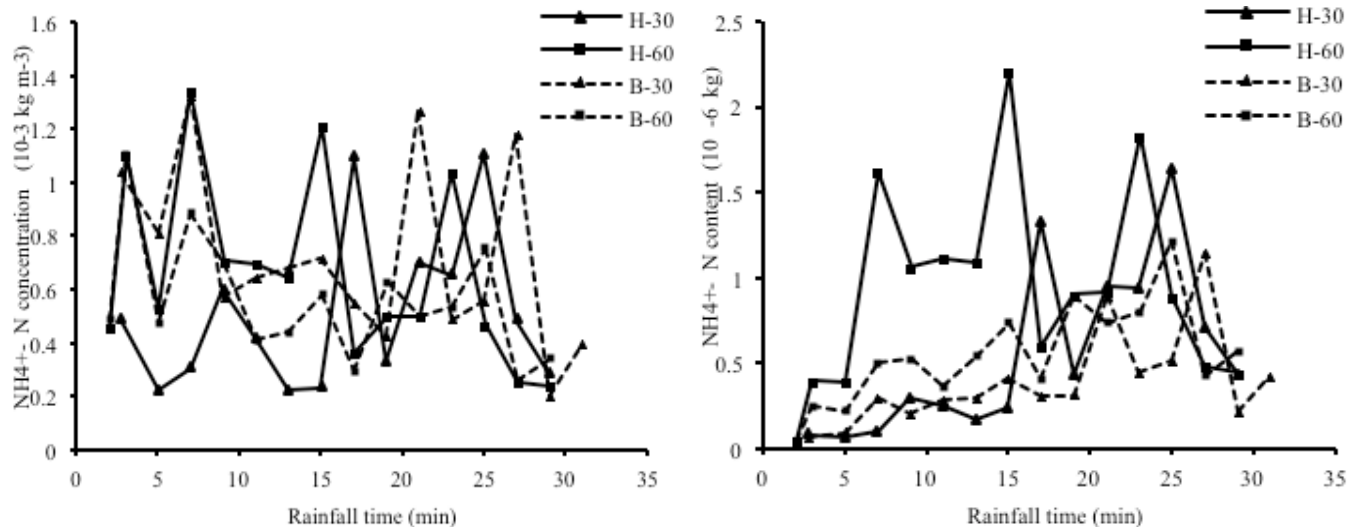 NH4+- N concentration (10-3 kg m-3)
1.6
1.4
1.2
1
0.8
0.6
0.4
0.2
0
0
5
10
15
20
25
30
35
Rainfall time (min)
H-30
H-60
B-30
B-60
NH4+- N content (10 -6 kg)
2.5
2
1.5
1
0.5
0
0
5
10
15
20
25
30
35
Rainfall time (min)
H-30
H-60
B-30
B-60